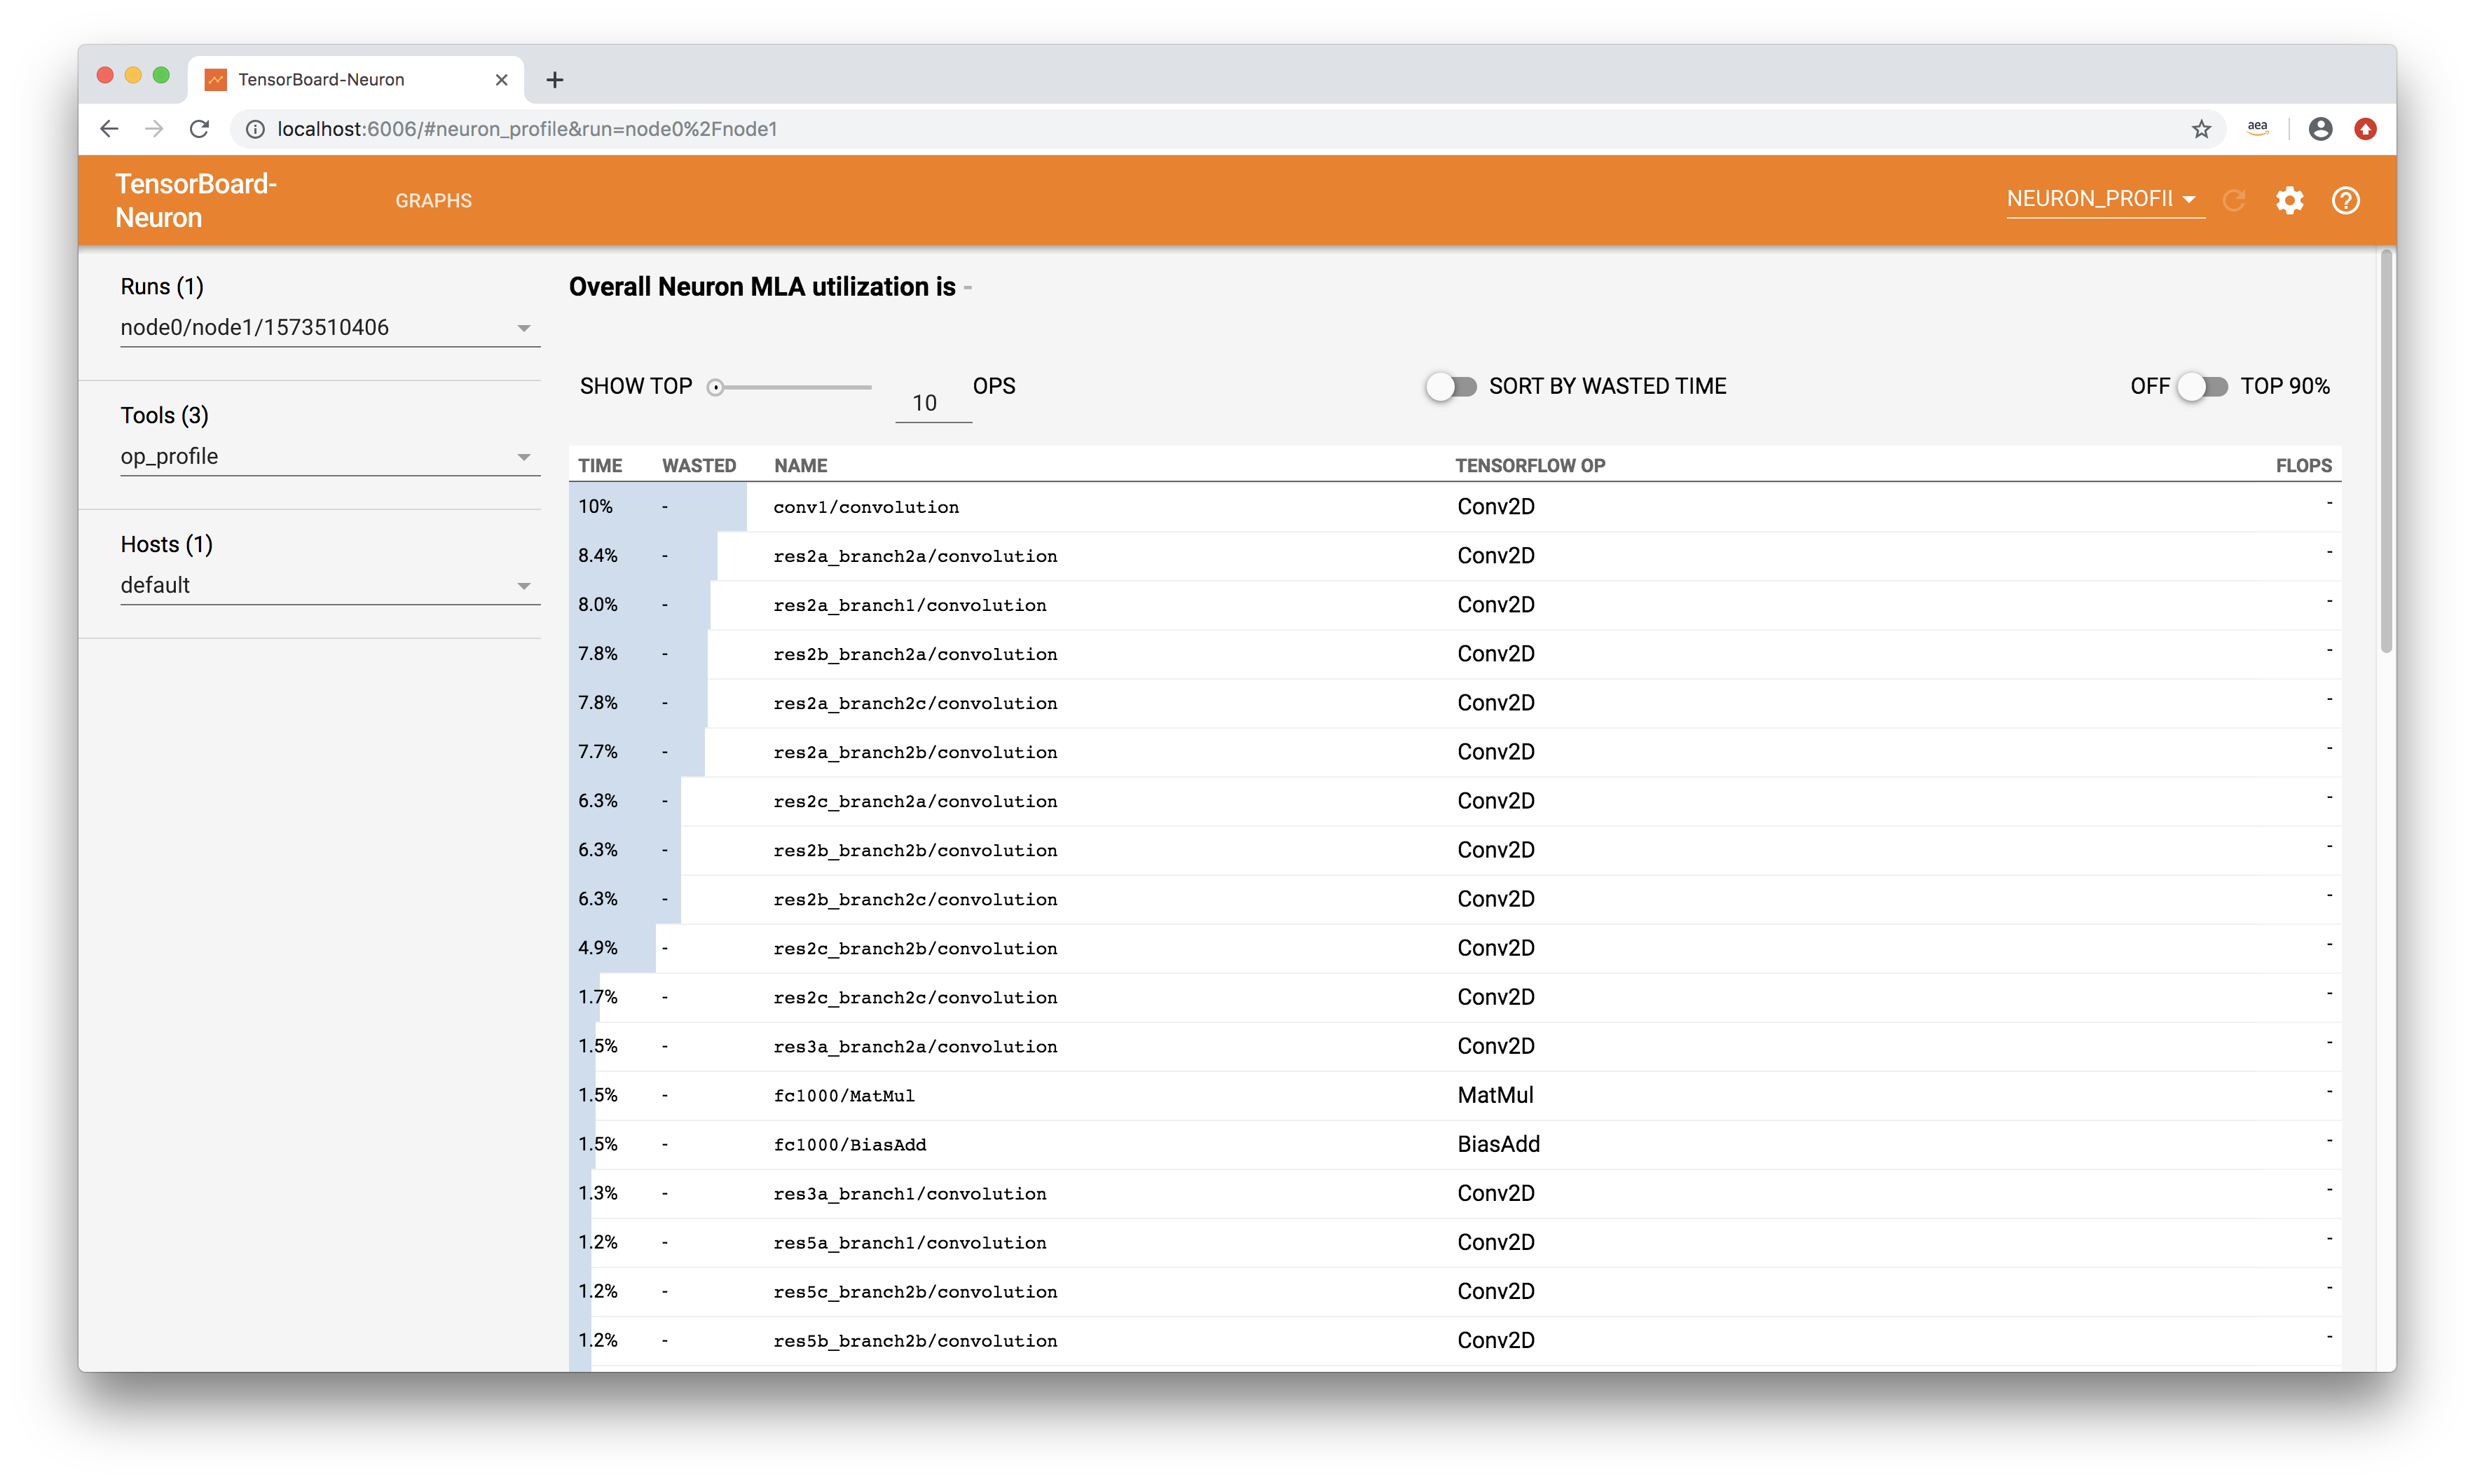 TensorBoard-Neuron
localhost:6006/#neuron_profile&run=node0%2Fnode1
aea
TensorBoard-
Neuron
GRAPHS
NEURON_PROFIL
Runs (1)
node0/node1/1573510406
Tools (3)
op_profile
Hosts (1)
default
Overall Neuron MLA utilization is -
SHOW TOP 10 OPS
SORT BY WASTED TIME
OFF TOP 90%
TIME WASTED NAME TENSORFLOW OP FLOPS
10% - conv1/convolution Conv2D -
8.4% - res2a_branch2a/convolution Conv2D -
8.0% - res2a_branch1/convolution Conv2D -
7.8% - res2b_branch2a/convolution Conv2D -
7.8% - res2a_branch2c/convolution Conv2D -
7.7% - res2a_branch2b/convolution Conv2D -
6.3% - res2c_branch2a/convolution Conv2D -
6.3% - res2b_branch2b/convolution Conv2D -
6.3% - res2b_branch2c/convolution Conv2D -
4.9% - res2c_branch2b/convolution Conv2D -
1.7% - res2c_branch2c/convolution Conv2D -
1.5% - res3a_branch2a/convolution Conv2D -
1.5% - fc1000/MatMul MatMul -
1.5% - fc1000/BiasAdd BiasAdd -
1.3% - res3a_branch1/convolution Conv2D -
1.2% - res5a_branch1/convolution Conv2D -
1.2% - res5c_branch2b/convolution Conv2D -
1.2% - res5b_branch2b/convolution Conv2D -